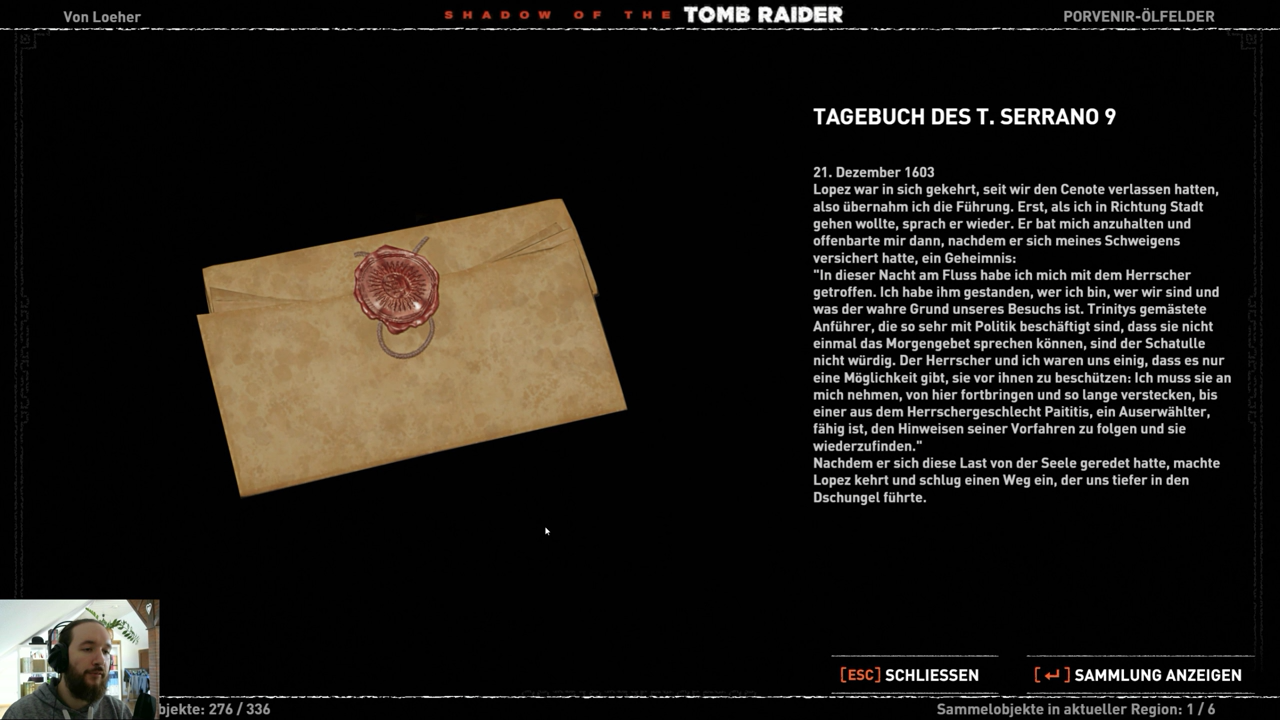 Von Loeher
SHADOW OF THE TOMB RAIDER
PORVENIR-ÖLFELDER
TAGEBUCH DES T. SERRANO 9
21. Dezember 1603
Lopez war in sich gekehrt, seit wir den Cenote verlassen hatten,
also übernahm ich die Führung. Erst, als ich in Richtung Stadt
gehen wollte, sprach er wieder. Er bat mich anzuhalten und
offenbarte mir dann, nachdem er sich meines Schweigens
versichert hatte, ein Geheimnis:
"In dieser Nacht am Fluss habe ich mich mit dem Herrscher
getroffen. Ich habe ihm gestanden, wer ich bin, wer wir sind und
was der wahre Grund unseres Besuchs ist. Trinitys gemästete
Anführer, die so sehr mit Politik beschäftigt sind, dass sie nicht
einmal das Morgengebet sprechen können, sind der Schatulle
nicht würdig. Der Herrscher und ich waren uns einig, dass es nur
eine Möglichkeit gibt, sie vor ihnen zu beschützen: Ich muss sie an
mich nehmen, von hier fortbringen und so lange verstecken, bis
einer aus dem Herrschergeschlecht Paititis, ein Auserwählter,
fähig ist, den Hinweisen seiner Vorfahren zu folgen und sie
wiederzufinden."
Nachdem er sich diese Last von der Seele geredet hatte, machte
Lopez kehrt und schlug einen Weg ein, der uns tiefer in den
Dschungel führte.
[ESC] SCHLIESSEN
[↵] SAMMLUNG ANZEIGEN
bjekte: 276 / 336
Sammelobjekte in aktueller Region: 1 / 6